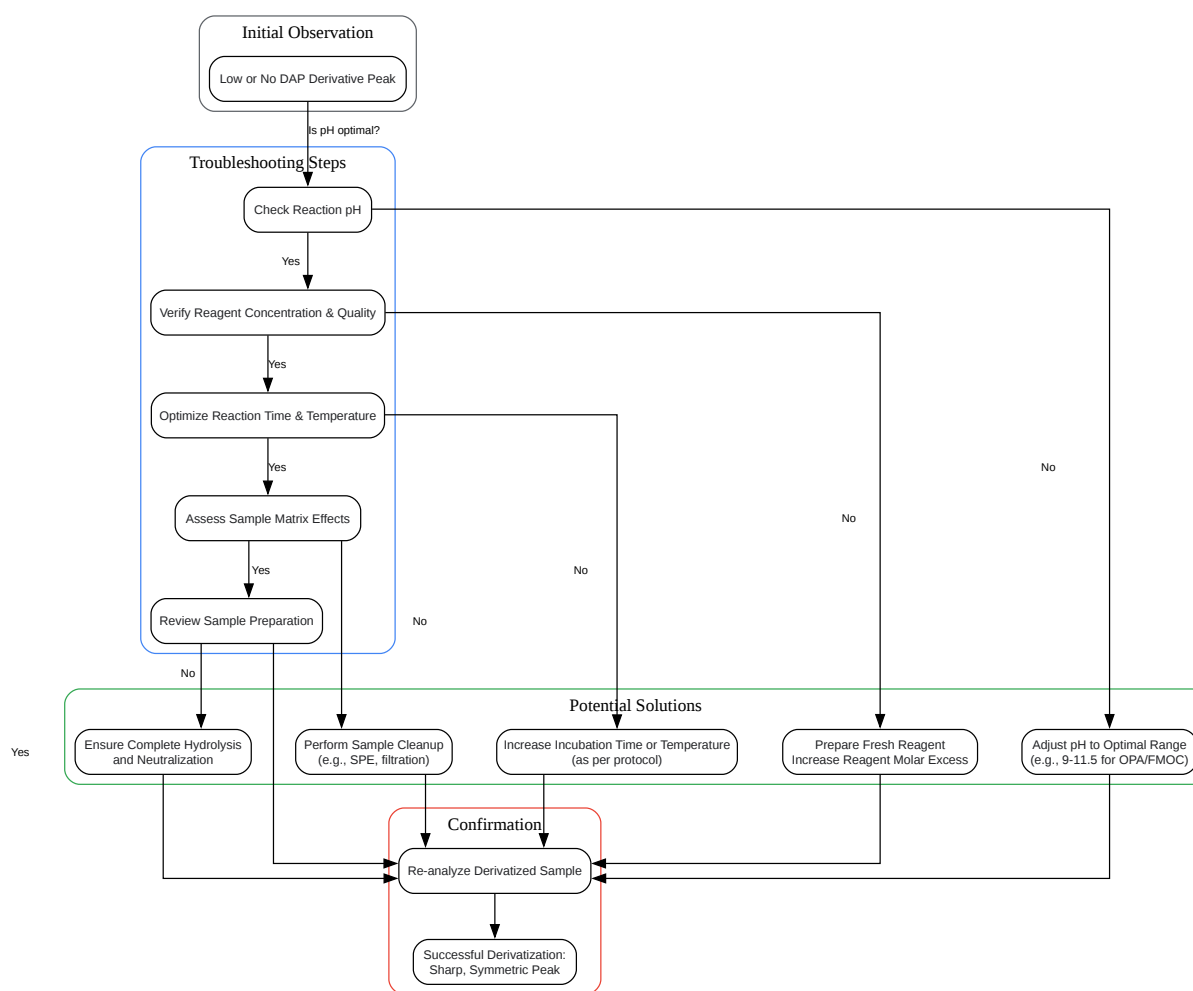 Initial Observation
Low or No DAP Derivative Peak
Is pH optimal?
Troubleshooting Steps
Check Reaction pH
Yes
Verify Reagent Concentration & Quality
Yes
Optimize Reaction Time & Temperature
Yes
No
Assess Sample Matrix Effects
No
Yes
No
Review Sample Preparation
No
No
Potential Solutions
Yes
Ensure Complete Hydrolysis
and Neutralization
Perform Sample Cleanup
(e.g., SPE, filtration)
Increase Incubation Time or Temperature
(as per protocol)
Prepare Fresh Reagent
Increase Reagent Molar Excess
Adjust pH to Optimal Range
(e.g., 9-11.5 for OPA/FMOC)
Confirmation
Re-analyze Derivatized Sample
Successful Derivatization:
Sharp, Symmetric Peak